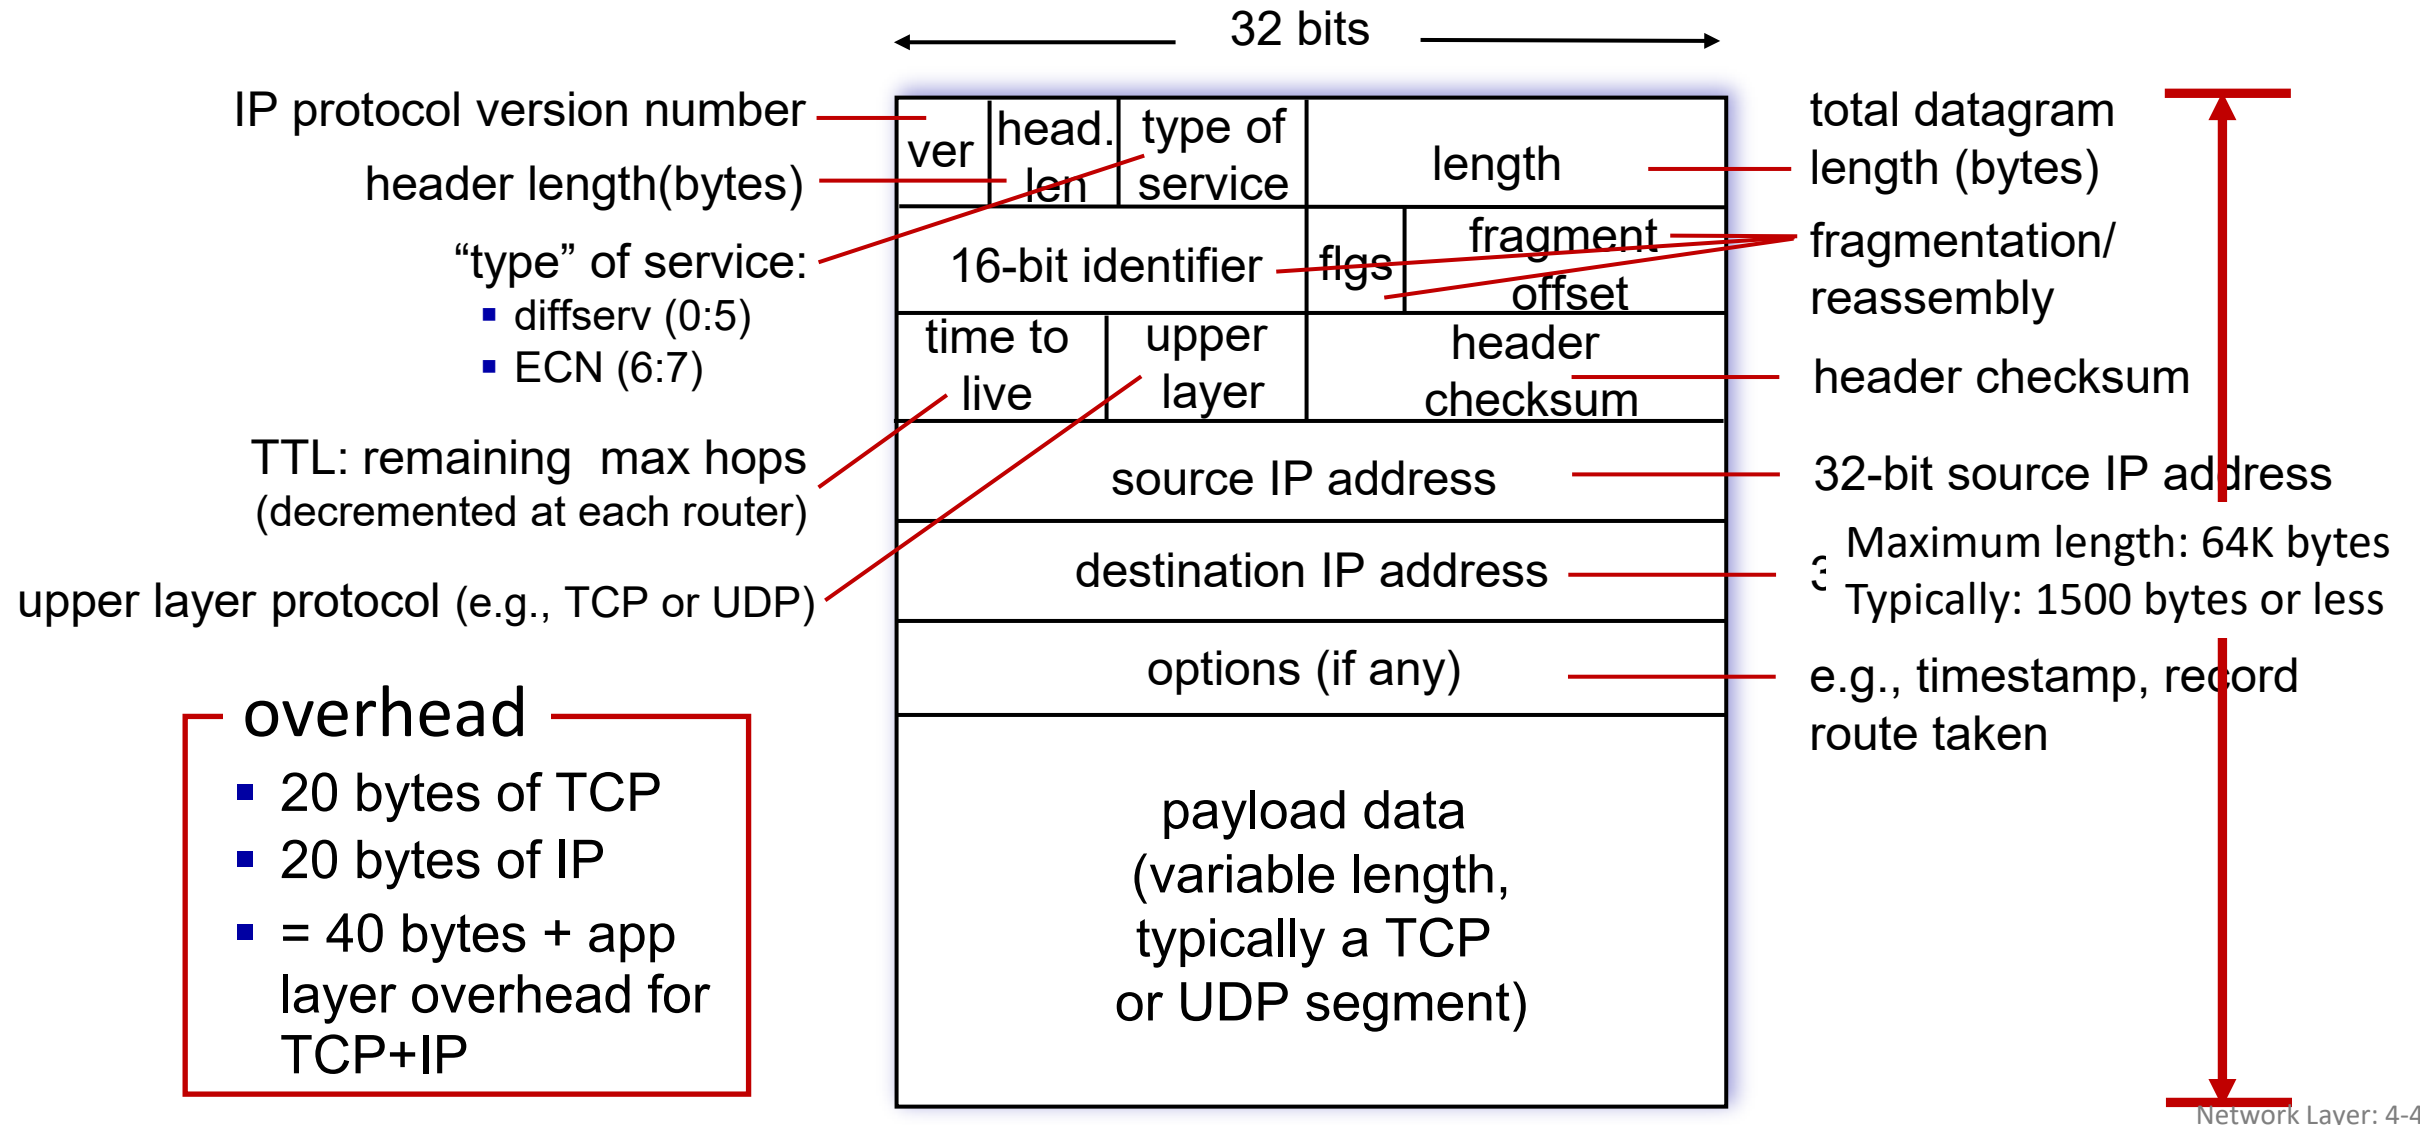 32 bits
IP protocol version number
header length(bytes)
“type” of service:
diffserv (0:5)
ECN (6:7)
TTL: remaining  max hops
(decremented at each router)
upper layer protocol (e.g., TCP or UDP)
overhead
20 bytes of TCP
20 bytes of IP
= 40 bytes + app
layer overhead for
TCP+IP
ver
head.
len
type of
service
length
16-bit identifier
flgs
fragment
offset
time to
live
upper
layer
header
checksum
source IP address
destination IP address
options (if any)
payload data
(variable length,
typically a TCP
or UDP segment)
total datagram
length (bytes)
fragmentation/
reassembly
header checksum
32-bit source IP address
Maximum length: 64K bytes
Typically: 1500 bytes or less
e.g., timestamp, record
route taken
Network Layer: 4-4